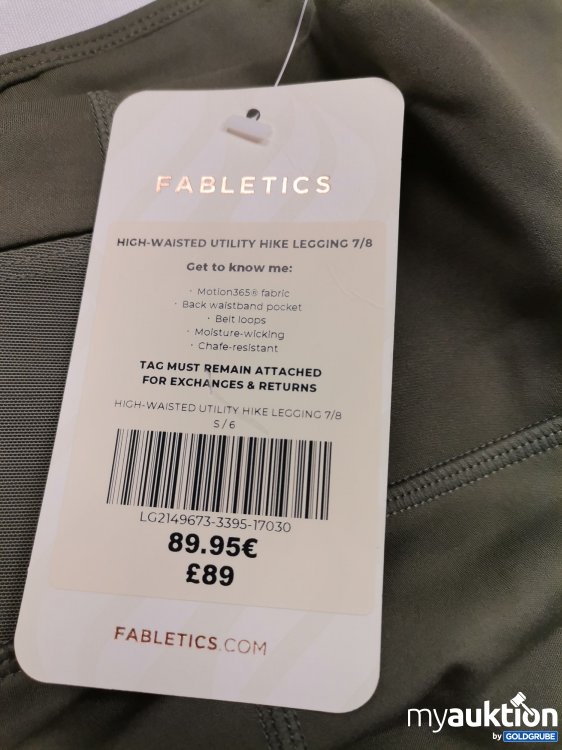 FABLETICS
HIGH-WAISTED UTILITY HIKE LEGGING 7/8
Get to know me:
· Motion365® fabric
· Back waistband pocket
· Belt loops
· Moisture-wicking
· Chafe-resistant
TAG MUST REMAIN ATTACHED
FOR EXCHANGES & RETURNS
HIGH-WAISTED UTILITY HIKE LEGGING 7/8
S / 6
LG2149673-3395-17030
89.95€
£89
FABLETICS.COM
myauktion
by GOLDGRUBE